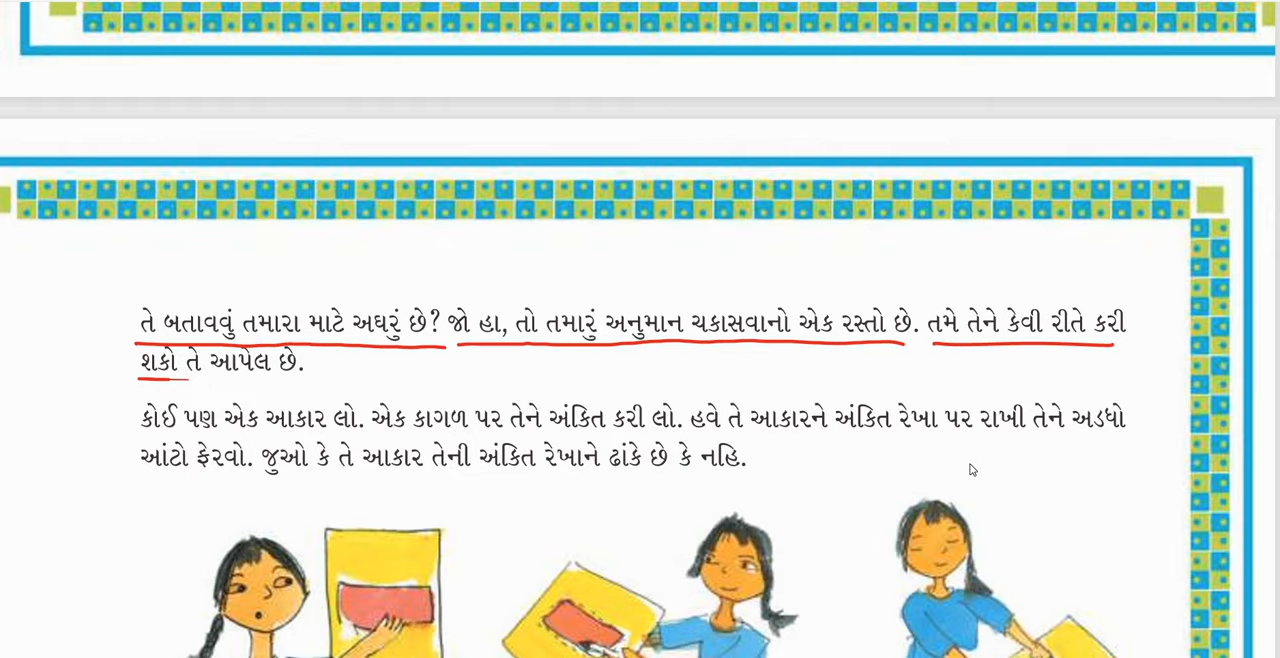 તે બતાવવું તમારા માટે અઘરું છે? જો હા, તો તમારું અનુમાન ચકાસવાનો એક રસ્તો છે. તમે તેને કેવી રીતે કરી
શકો તે આપેલ છે.
કોઈ પણ એક આકાર લો. એક કાગળ પર તેને અંકિત કરી લો. હવે તે આકારને અંકિત રેખા પર રાખી તેને અડધો
આંટો ફેરવો. જુઓ કે તે આકાર તેની અંકિત રેખાને ઢાંકે છે કે નહિ.